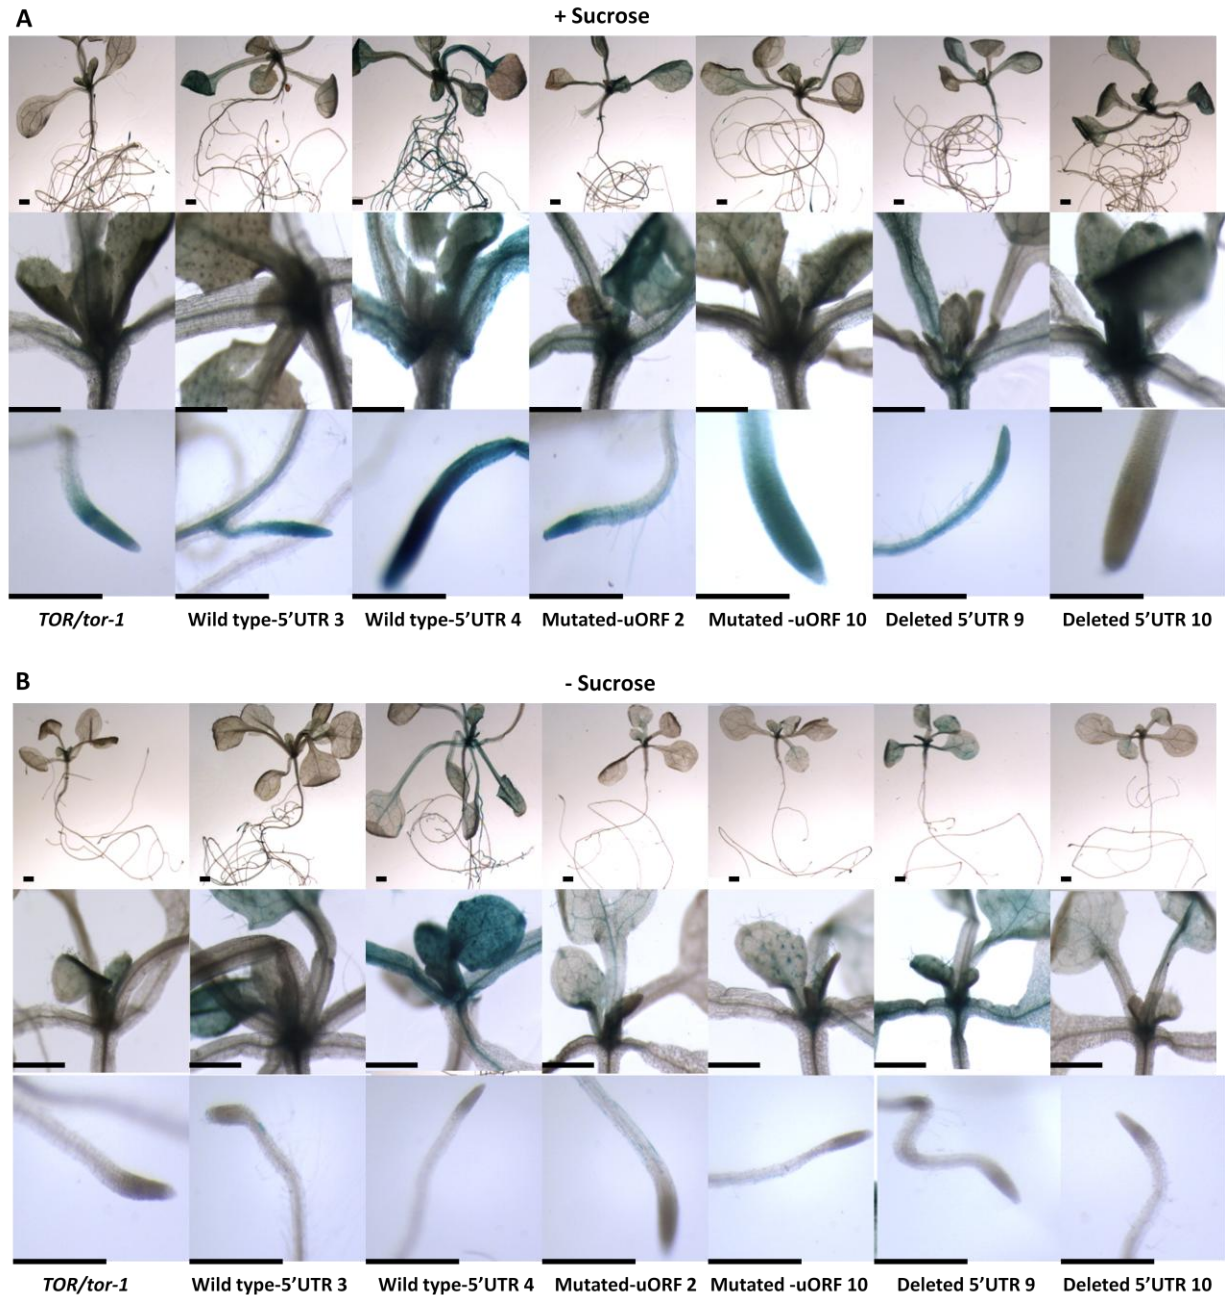 A
+ Sucrose
TOR/tor-1 Wild type-5'UTR 3 Wild type-5'UTR 4 Mutated-uORF 2 Mutated -uORF 10 Deleted 5'UTR 9 Deleted 5'UTR 10
B
- Sucrose
TOR/tor-1 Wild type-5'UTR 3 Wild type-5'UTR 4 Mutated-uORF 2 Mutated -uORF 10 Deleted 5'UTR 9 Deleted 5'UTR 10